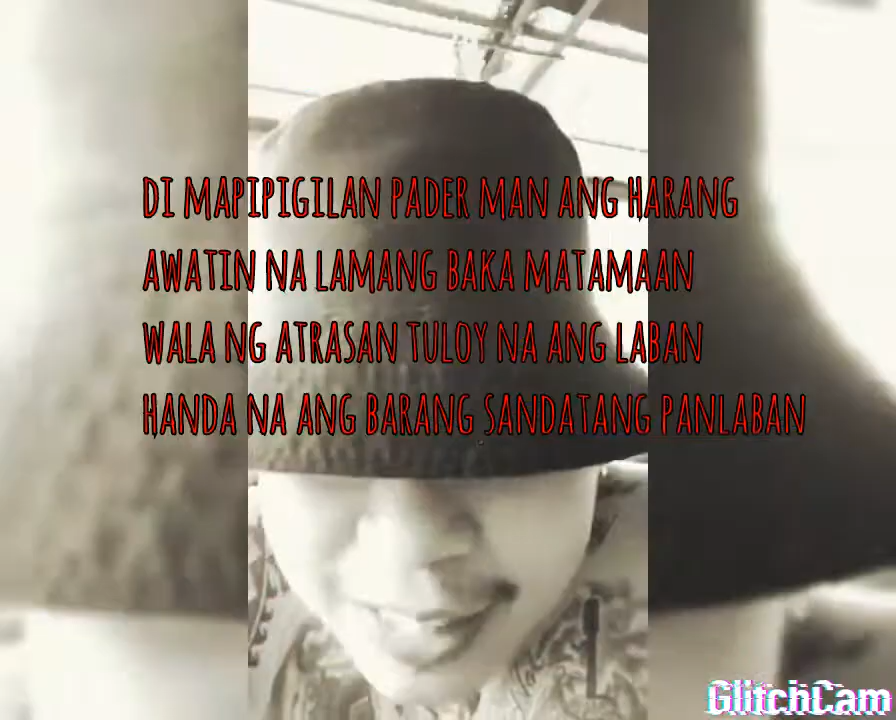 DI MAPIPIGILAN PADER MAN ANG HARANG
AWATIN NA LAMANG BAKA MATAMAAN
WALA NG ATRASAN TULOY NA ANG LABAN
HANDA NA ANG BARANG SANDATANG PANLABAN
GlitchCam